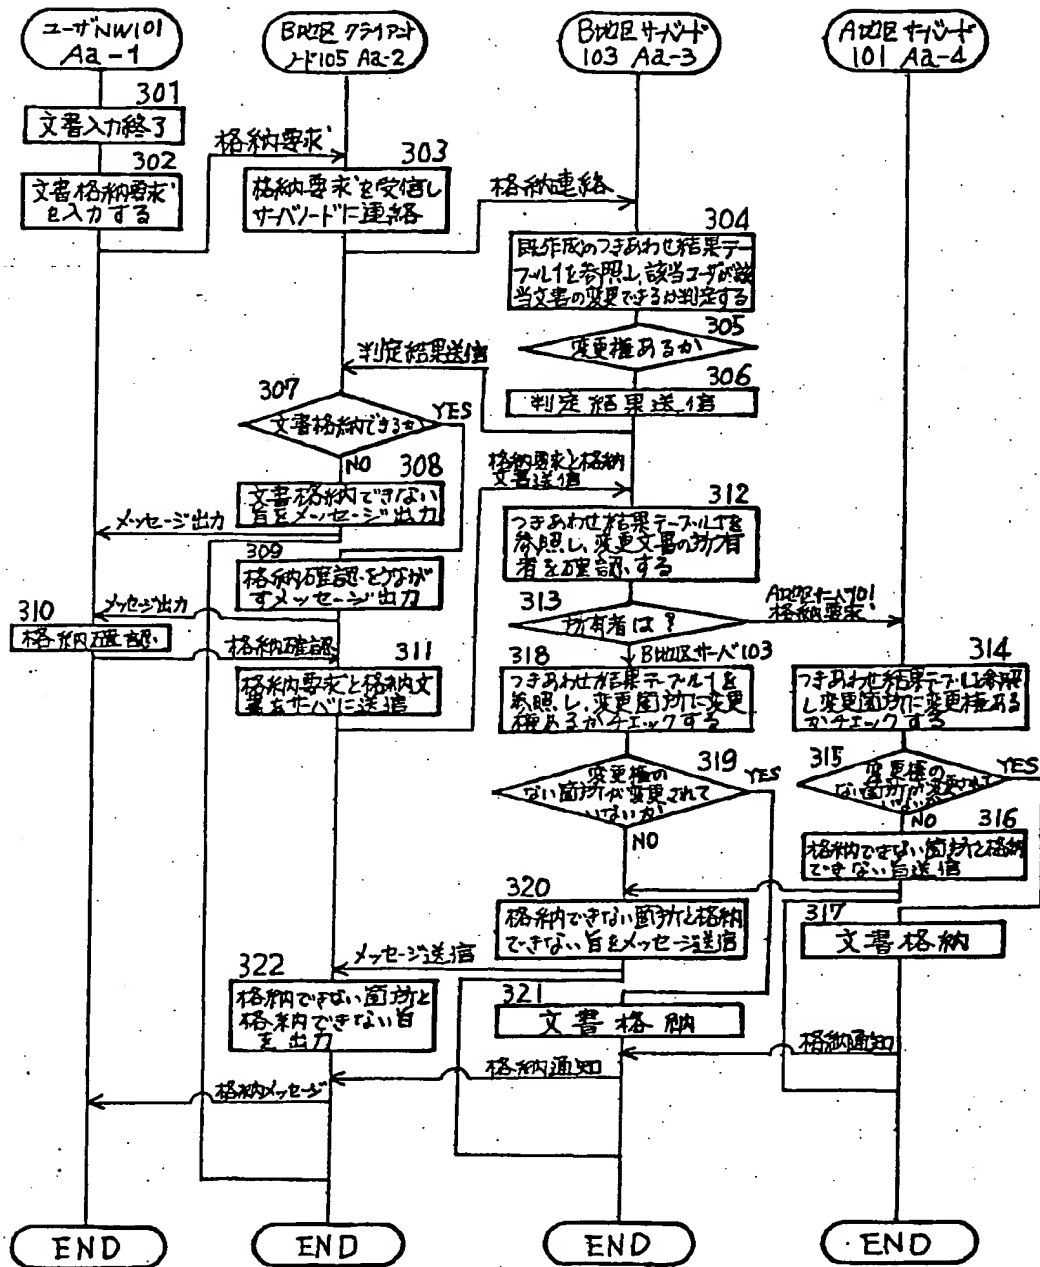 ユーザNW101
Aa-1
B地区 クライアント
ノード105 Aa-2
B地区 サーバノード
103 Aa-3
A地区 サーバノード
101 Aa-4
301
文書入力終了
302
文書格納要求
を入力する
格納要求
303
格納要求を受信し
サーバノードに連絡
格納連絡
304
既作成のつきあわせ結果テー
ブル1を参照し、該当ユーザが該
当文書の変更できるか判定する
305
変更権あるか
306
判定結果送信
判定結果送信
307
文書格納できるか
YES
NO
308
文書格納できない
旨をメッセージ出力
メッセージ出力
309
格納確認をうなが
すメッセージ出力
メッセージ出力
310
格納確認
格納確認
311
格納要求と格納文
書をサーバに送信
格納要求と格納
文書送信
312
つきあわせ結果テーブル1を
参照し、変更文書の所有
者を確認する
313
所有者は?
A地区サーバ101
格納要求
B地区サーバ103
318
つきあわせ結果テーブル1を
参照し、変更箇所に変更
権あるかチェックする
314
つきあわせ結果テーブル1参照
し変更箇所に変更権ある
かチェックする
319
変更権の
ない箇所が変更されて
いないか
YES
NO
315
変更権の
ない箇所が変更されて
いないか
YES
NO
316
格納できない箇所と格納
できない旨送信
317
文書格納
320
格納できない箇所と格納
できない旨をメッセージ送信
メッセージ送信
321
文書格納
322
格納できない箇所と
格納できない旨
を出力
格納通知
格納通知
格納メッセージ
END
END
END
END